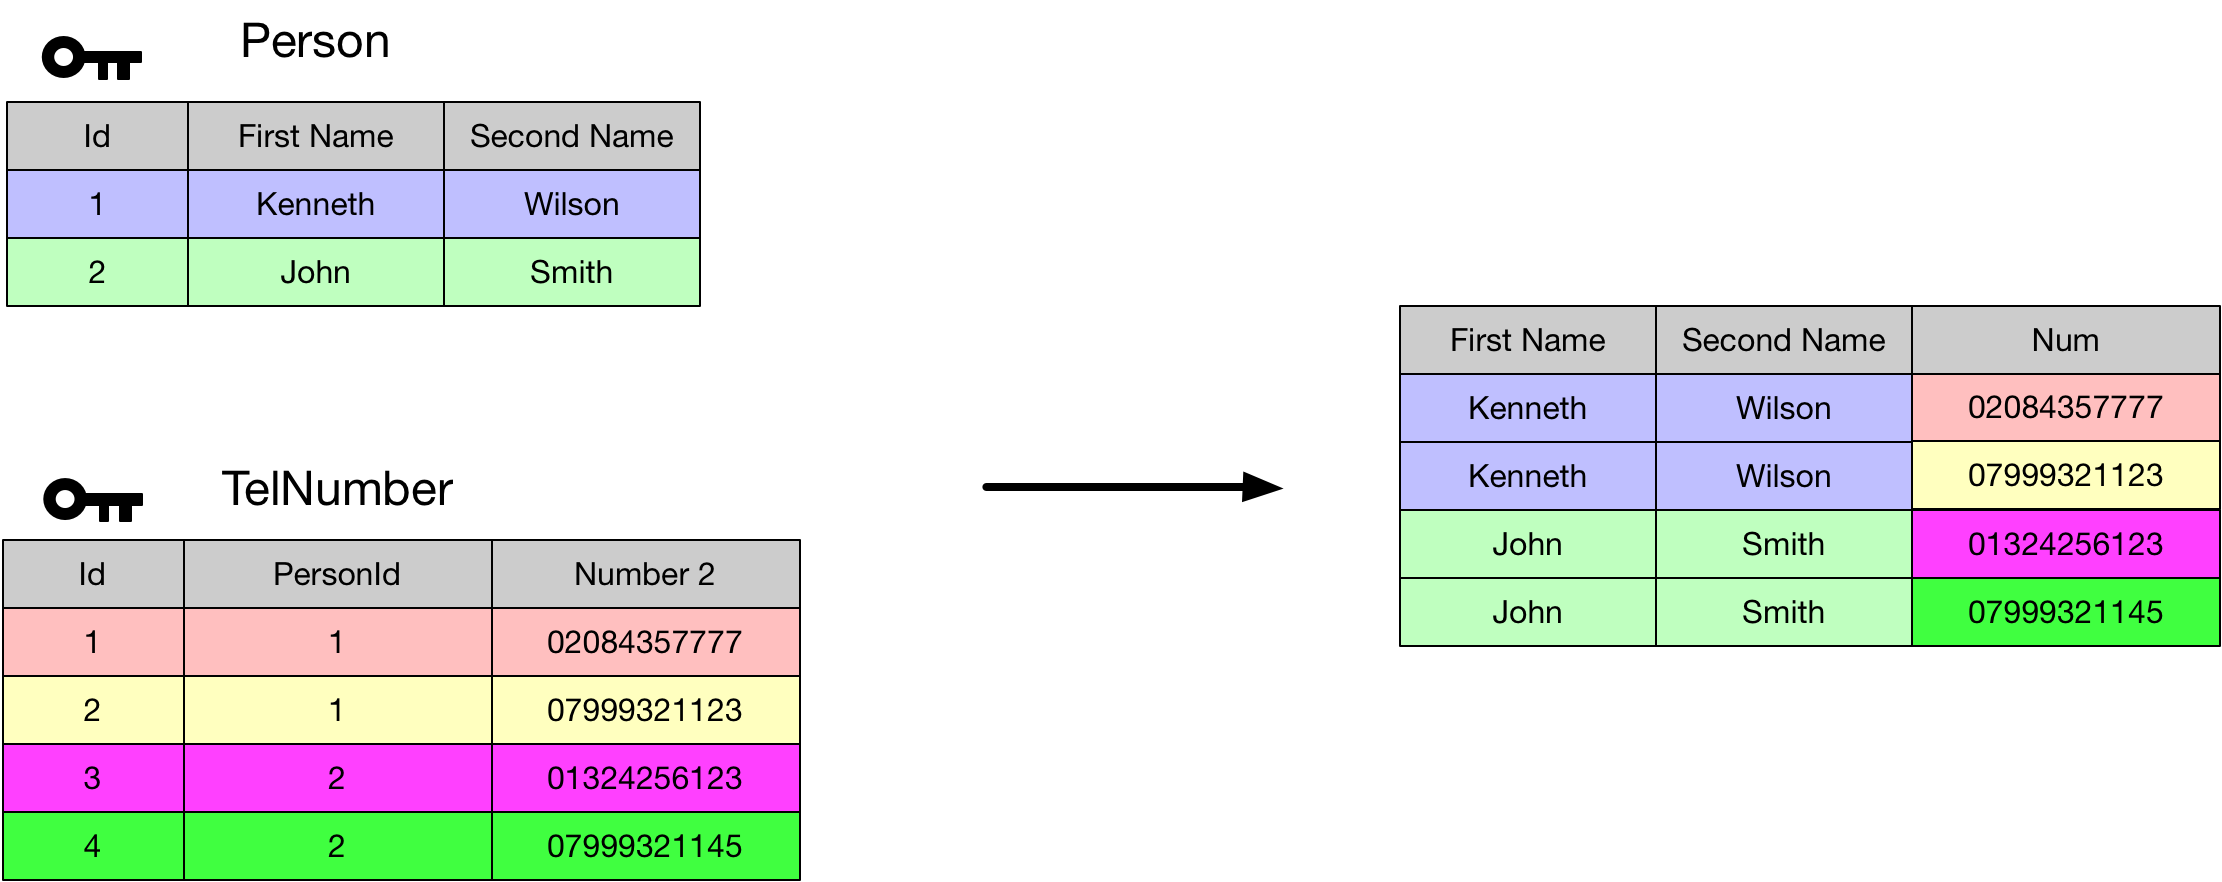 Person
Id First Name Second Name
1 Kenneth Wilson
2 John Smith
TelNumber
Id PersonId Number 2
1 1 02084357777
2 1 07999321123
3 2 01324256123
4 2 07999321145
First Name Second Name Num
Kenneth Wilson 02084357777
Kenneth Wilson 07999321123
John Smith 01324256123
John Smith 07999321145